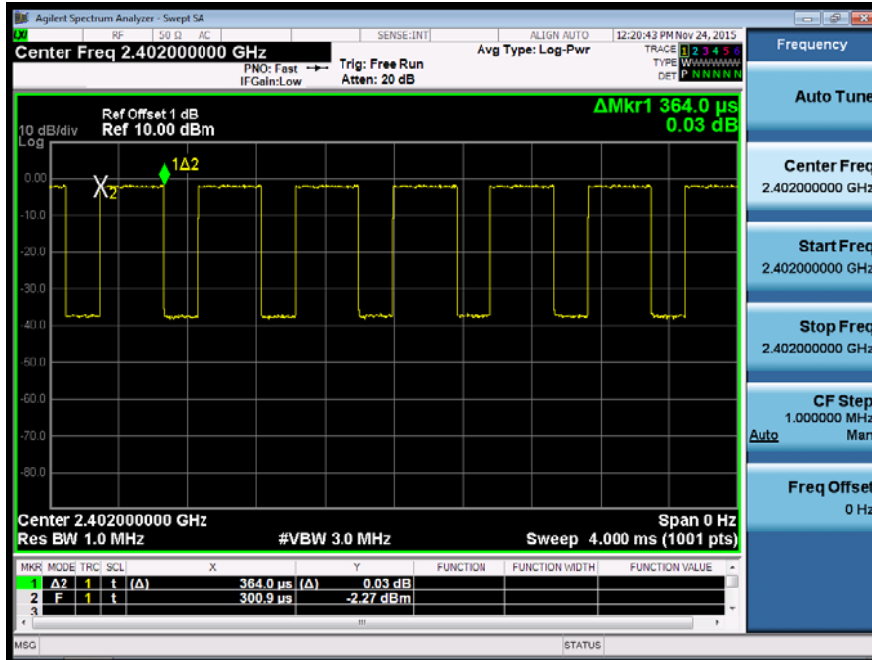 Agilent Spectrum Analyzer - Swept SA
RF 50 Ω AC SENSE:INT ALIGN AUTO 12:20:43 PM Nov 24, 2015
Center Freq 2.402000000 GHz
PNO: Fast
IFGain:Low
Trig: Free Run
Atten: 20 dB
Avg Type: Log-Pwr
TRACE 1 2 3 4 5 6
TYPE WWWWWW
DET P N N N N N
ΔMkr1 364.0 µs
0.03 dB
Ref Offset 1 dB
10 dB/div Ref 10.00 dBm
Log
1Δ2
2
0.00
-10.0
-20.0
-30.0
-40.0
-50.0
-60.0
-70.0
-80.0
Center 2.402000000 GHz Span 0 Hz
Res BW 1.0 MHz #VBW 3.0 MHz Sweep 4.000 ms (1001 pts)
MKR MODE TRC SCL X Y FUNCTION FUNCTION WIDTH FUNCTION VALUE
1 Δ2 1 t (Δ) 364.0 µs (Δ) 0.03 dB
2 F 1 t 300.9 µs -2.27 dBm
3
MSG STATUS
Frequency
Auto Tune
Center Freq
2.402000000 GHz
Start Freq
2.402000000 GHz
Stop Freq
2.402000000 GHz
CF Step
1.000000 MHz
Auto Man
Freq Offset
0 Hz